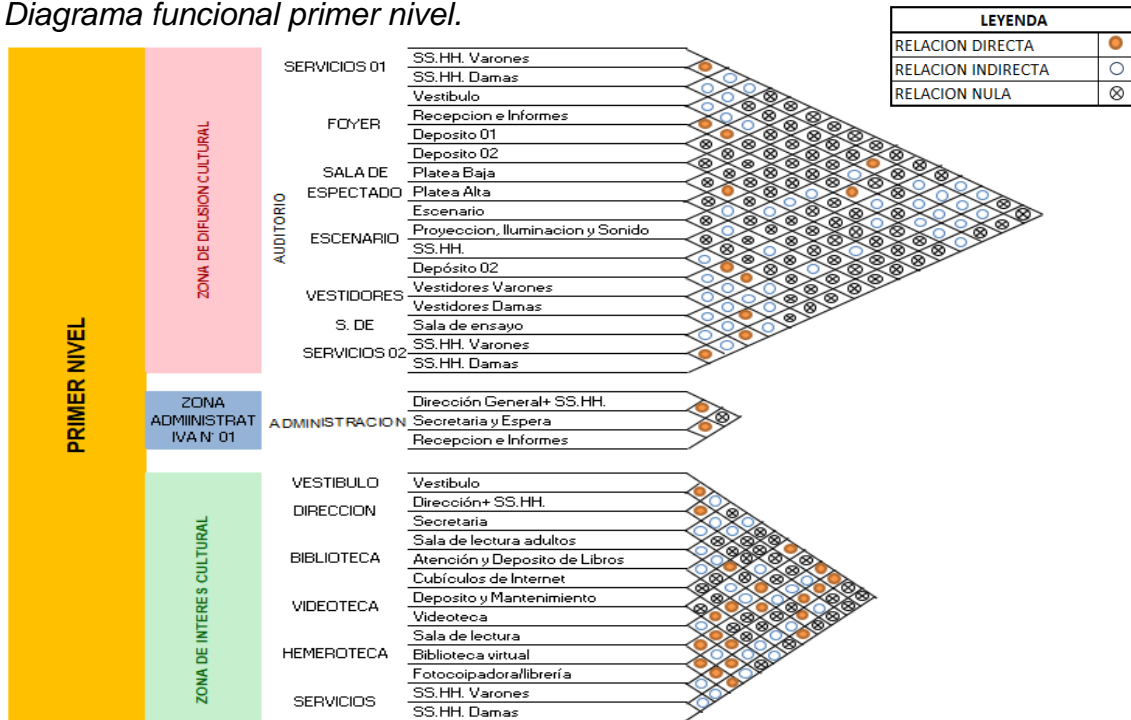 Diagrama funcional primer nivel.
LEYENDA
RELACION DIRECTA
RELACION INDIRECTA
RELACION NULA
PRIMER NIVEL
ZONA DE DIFUSION CULTURAL
AUDITORIO
SERVICIOS 01
SS.HH. Varones
SS.HH. Damas
FOYER
Vestibulo
Recepcion e Informes
Deposito 01
Deposito 02
SALA DE
ESPECTADO
Platea Baja
Platea Alta
ESCENARIO
Escenario
Proyeccion, Iluminacion y Sonido
SS.HH.
Depósito 02
VESTIDORES
Vestidores Varones
Vestidores Damas
S. DE
Sala de ensayo
SERVICIOS 02
SS.HH. Varones
SS.HH. Damas
ZONA
ADMIINISTRAT
IVA N° 01
ADMINISTRACION
Dirección General+ SS.HH.
Secretaria y Espera
Recepcion e Informes
ZONA DE INTERES CULTURAL
VESTIBULO
Vestibulo
DIRECCION
Dirección+ SS.HH.
Secretaria
BIBLIOTECA
Sala de lectura adultos
Atención y Deposito de Libros
Cubículos de Internet
VIDEOTECA
Deposito y Mantenimiento
Videoteca
HEMEROTECA
Sala de lectura
Biblioteca virtual
Fotocoipadora/librería
SERVICIOS
SS.HH. Varones
SS.HH. Damas